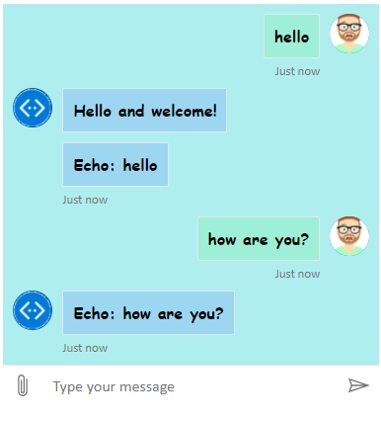 hello
Just now
Hello and welcome!
Echo: hello
Just now
how are you?
Just now
Echo: how are you?
Just now
Type your message